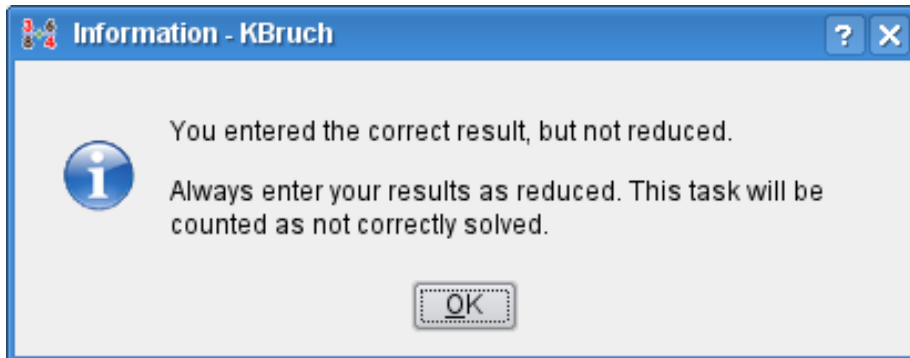 Information - KBruch
You entered the correct result, but not reduced.
Always enter your results as reduced. This task will be
counted as not correctly solved.
OK